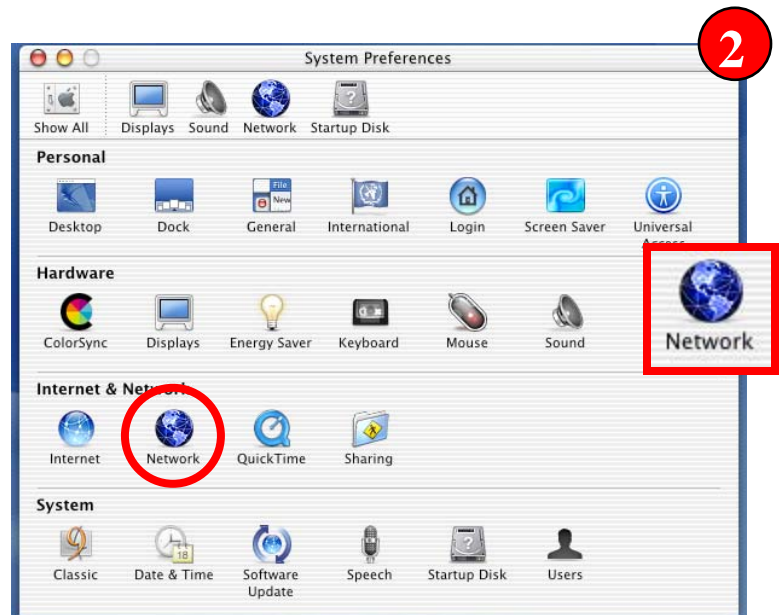 2
System Preferences
Show All Displays Sound Network Startup Disk
Personal
File
New
Desktop Dock General International Login Screen Saver Universal
Access
Hardware
Network
ColorSync Displays Energy Saver Keyboard Mouse Sound
Internet & Network
Internet Network QuickTime Sharing
System
18
Classic Date & Time Software Speech Startup Disk Users
Update